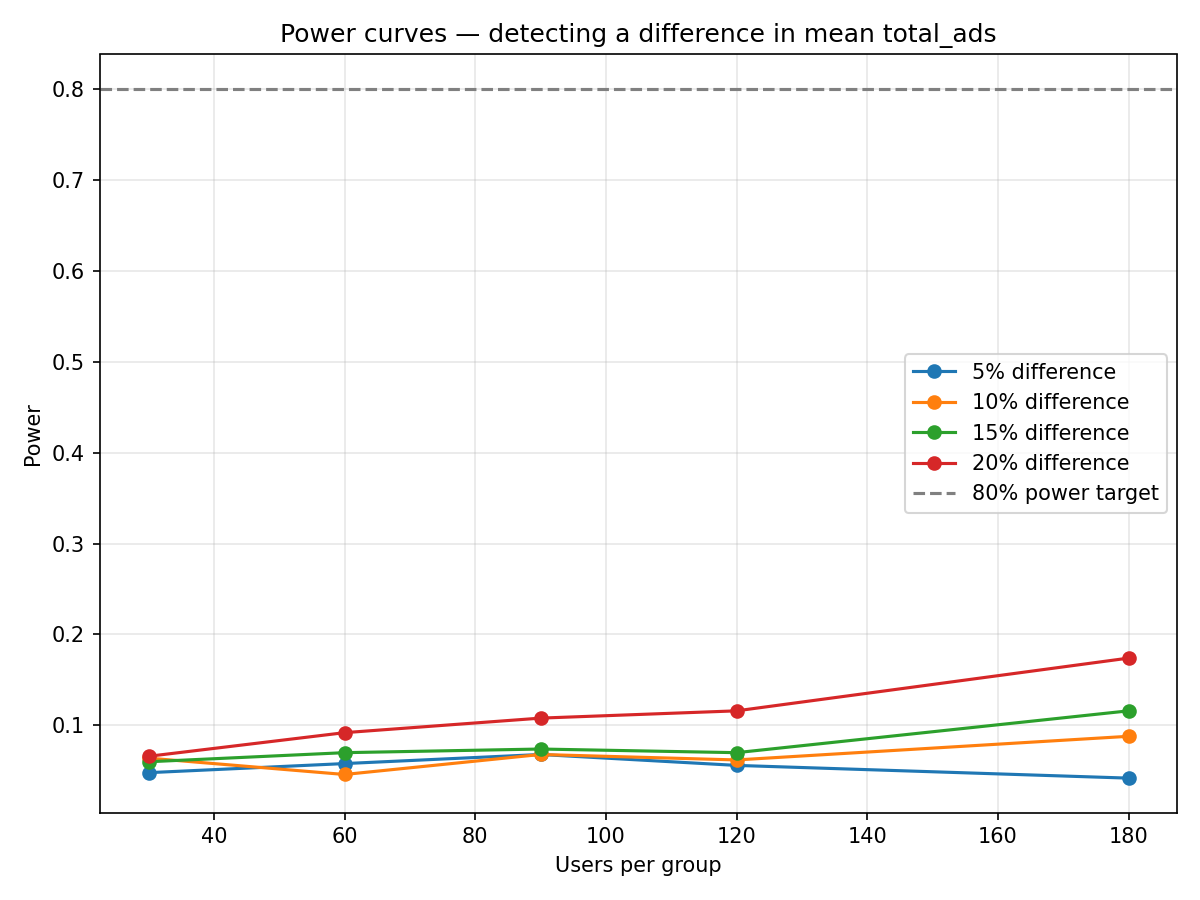 Power curves — detecting a difference in mean total_ads
Power
0.8
0.7
0.6
0.5
0.4
0.3
0.2
0.1
5% difference
10% difference
15% difference
20% difference
80% power target
40
60
80
100
120
140
160
180
Users per group